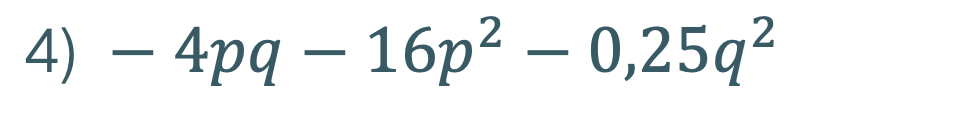 4) − 4pq − 16p² − 0,25q²